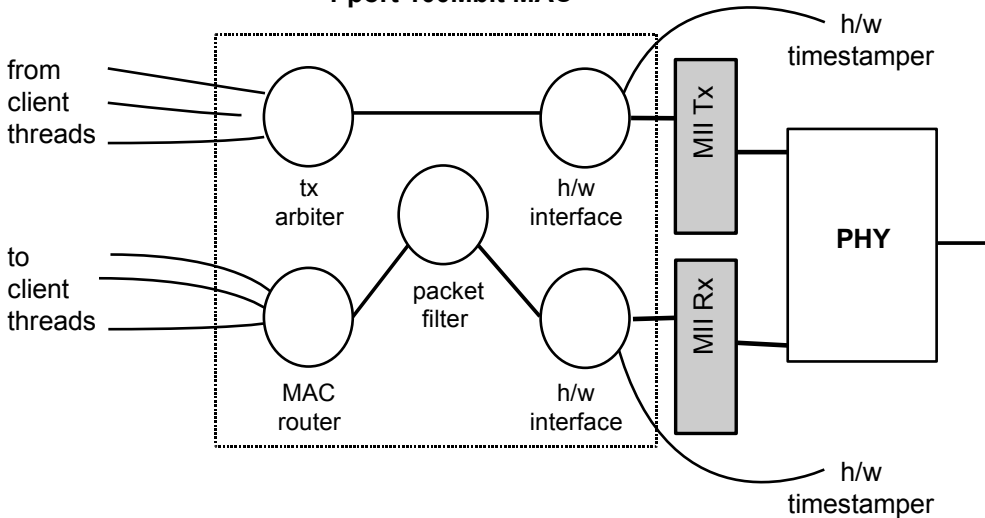 h/w
timestamper
from
client
threads
MII Tx
tx
arbiter
h/w
interface
PHY
to
client
threads
packet
filter
MII Rx
MAC
router
h/w
interface
h/w
timestamper